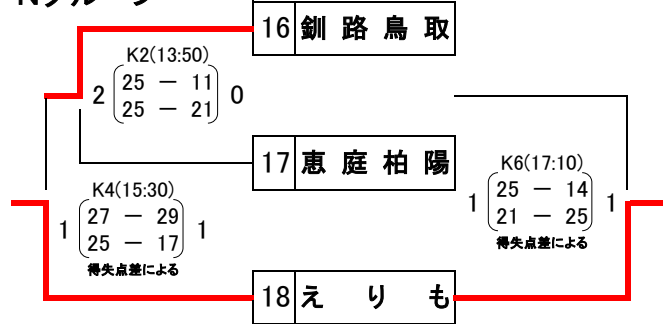 Nグループ
16 釧 路 鳥 取
K2(13:50)
2 25 － 11 0
25 － 21
17 恵 庭 柏 陽
K4(15:30)
1 27 － 29 1
25 － 17
得失点差による
K6(17:10)
1 25 － 14 1
21 － 25
得失点差による
18 え り も